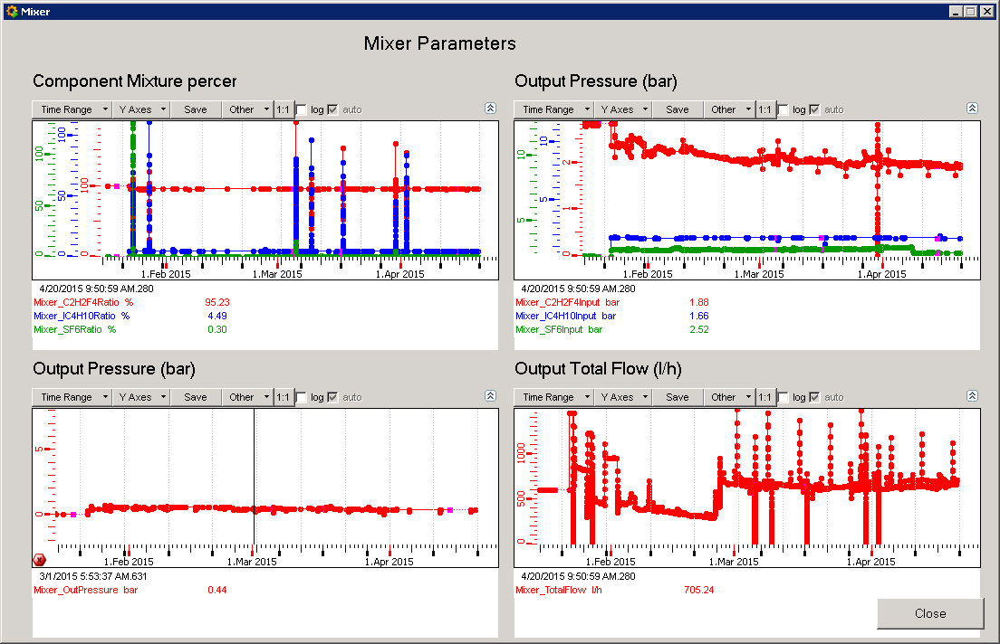 Mixer
Mixer Parameters
Component Mixture percer
Time Range Y Axes Save Other 1:1 log auto
100
50
0
100
50
0
100
0
1.Feb 2015 1.Mar 2015 1.Apr 2015
4/20/2015 9:50:59 AM.280
Mixer_C2H2F4Ratio % 95.23
Mixer_IC4H10Ratio % 4.49
Mixer_SF6Ratio % 0.30
Output Pressure (bar)
Time Range Y Axes Save Other 1:1 log auto
10
5
10
5
0
2
1
0
1.Feb 2015 1.Mar 2015 1.Apr 2015
4/20/2015 9:50:59 AM.280
Mixer_C2H2F4Input bar 1.88
Mixer_IC4H10Input bar 1.66
Mixer_SF6Input bar 2.52
Output Pressure (bar)
Time Range Y Axes Save Other 1:1 log auto
5
0
1.Feb 2015 1.Mar 2015 1.Apr 2015
3/1/2015 5:53:37 AM.631
Mixer_OutPressure bar 0.44
Output Total Flow (l/h)
Time Range Y Axes Save Other 1:1 log auto
1000
500
0
1.Feb 2015 1.Mar 2015 1.Apr 2015
4/20/2015 9:50:59 AM.280
Mixer_TotalFlow l/h 705.24
Close